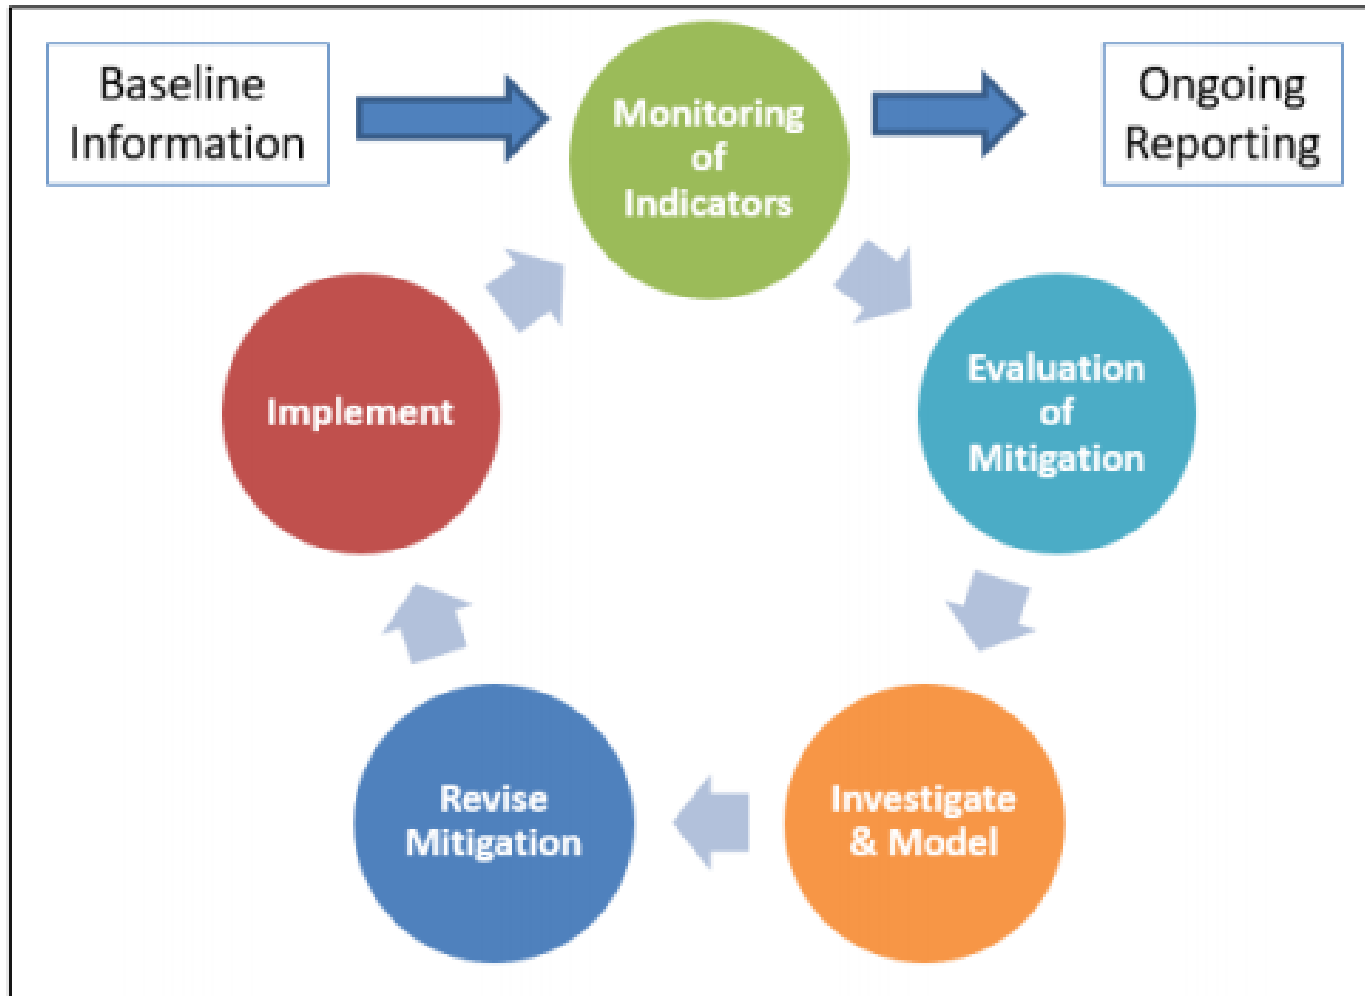 Baseline
Information
Monitoring
of
Indicators
Ongoing
Reporting
Evaluation
of
Mitigation
Investigate
& Model
Revise
Mitigation
Implement